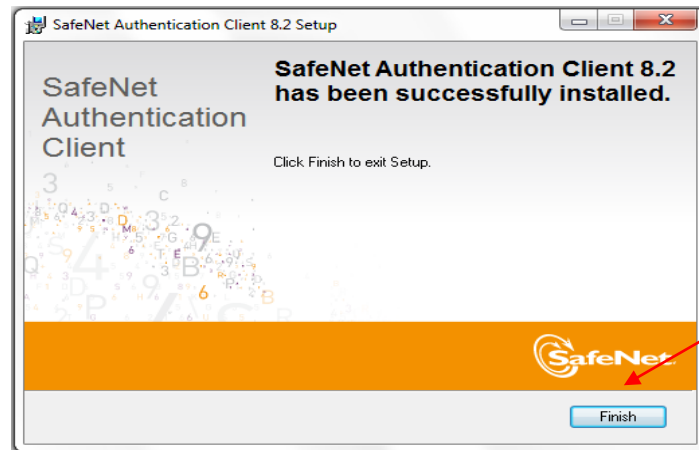 SafeNet Authentication Client 8.2 Setup
SafeNet
Authentication
Client
SafeNet Authentication Client 8.2
has been successfully installed.
Click Finish to exit Setup.
SafeNet.
Finish